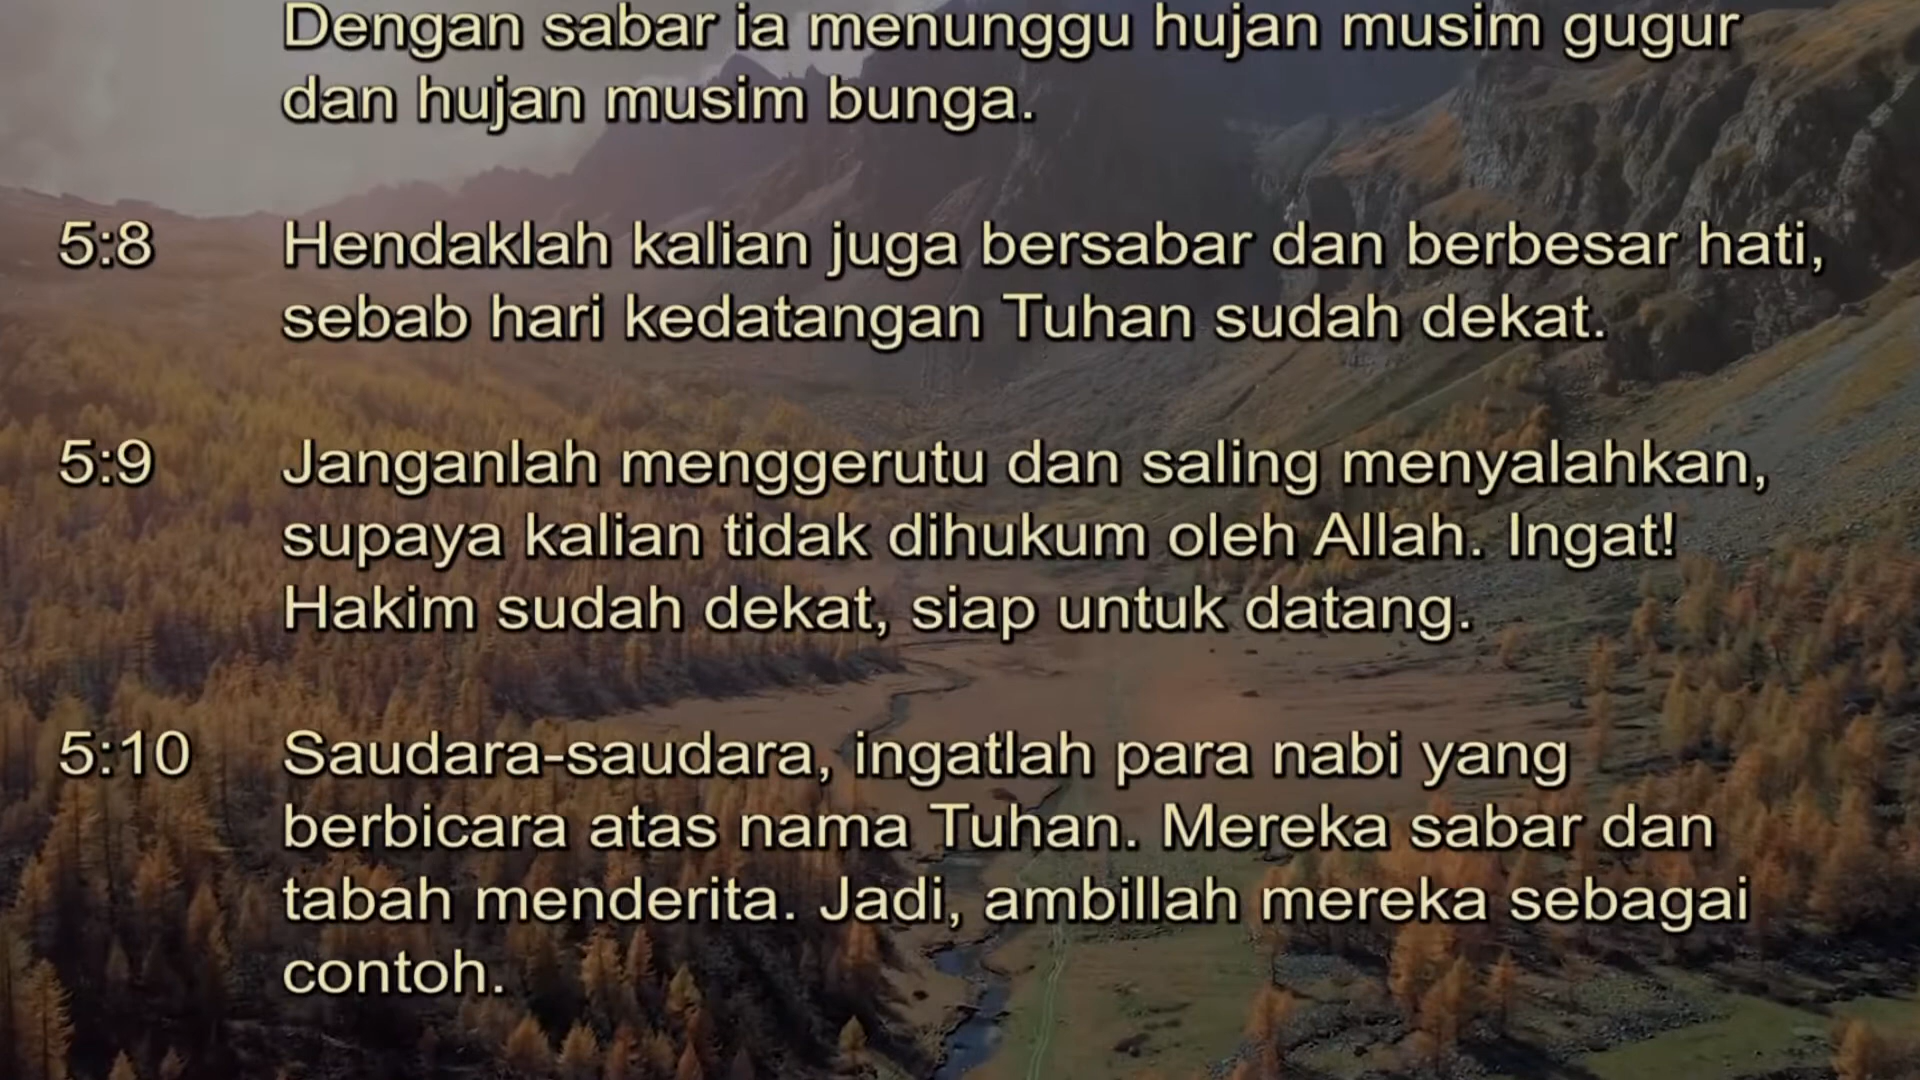 Dengan sabar ia menunggu hujan musim gugur
dan hujan musim bunga.
5:8 Hendaklah kalian juga bersabar dan berbesar hati,
sebab hari kedatangan Tuhan sudah dekat.
5:9 Janganlah menggerutu dan saling menyalahkan,
supaya kalian tidak dihukum oleh Allah. Ingat!
Hakim sudah dekat, siap untuk datang.
5:10 Saudara-saudara, ingatlah para nabi yang
berbicara atas nama Tuhan. Mereka sabar dan
tabah menderita. Jadi, ambillah mereka sebagai
contoh.